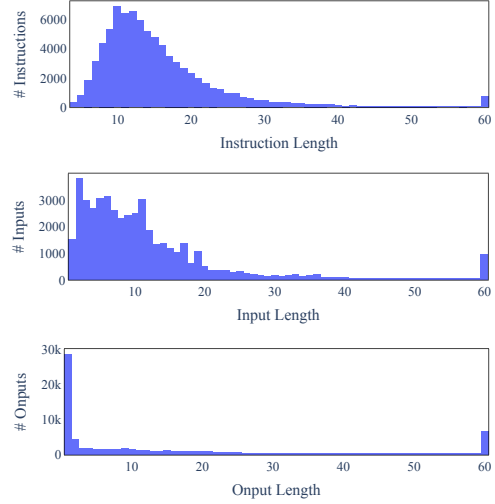 6000
4000
2000
0
# Instructions
10 20 30 40 50 60
Instruction Length
3000
2000
1000
0
# Inputs
10 20 30 40 50 60
Input Length
30k
20k
10k
0
# Onputs
10 20 30 40 50 60
Onput Length